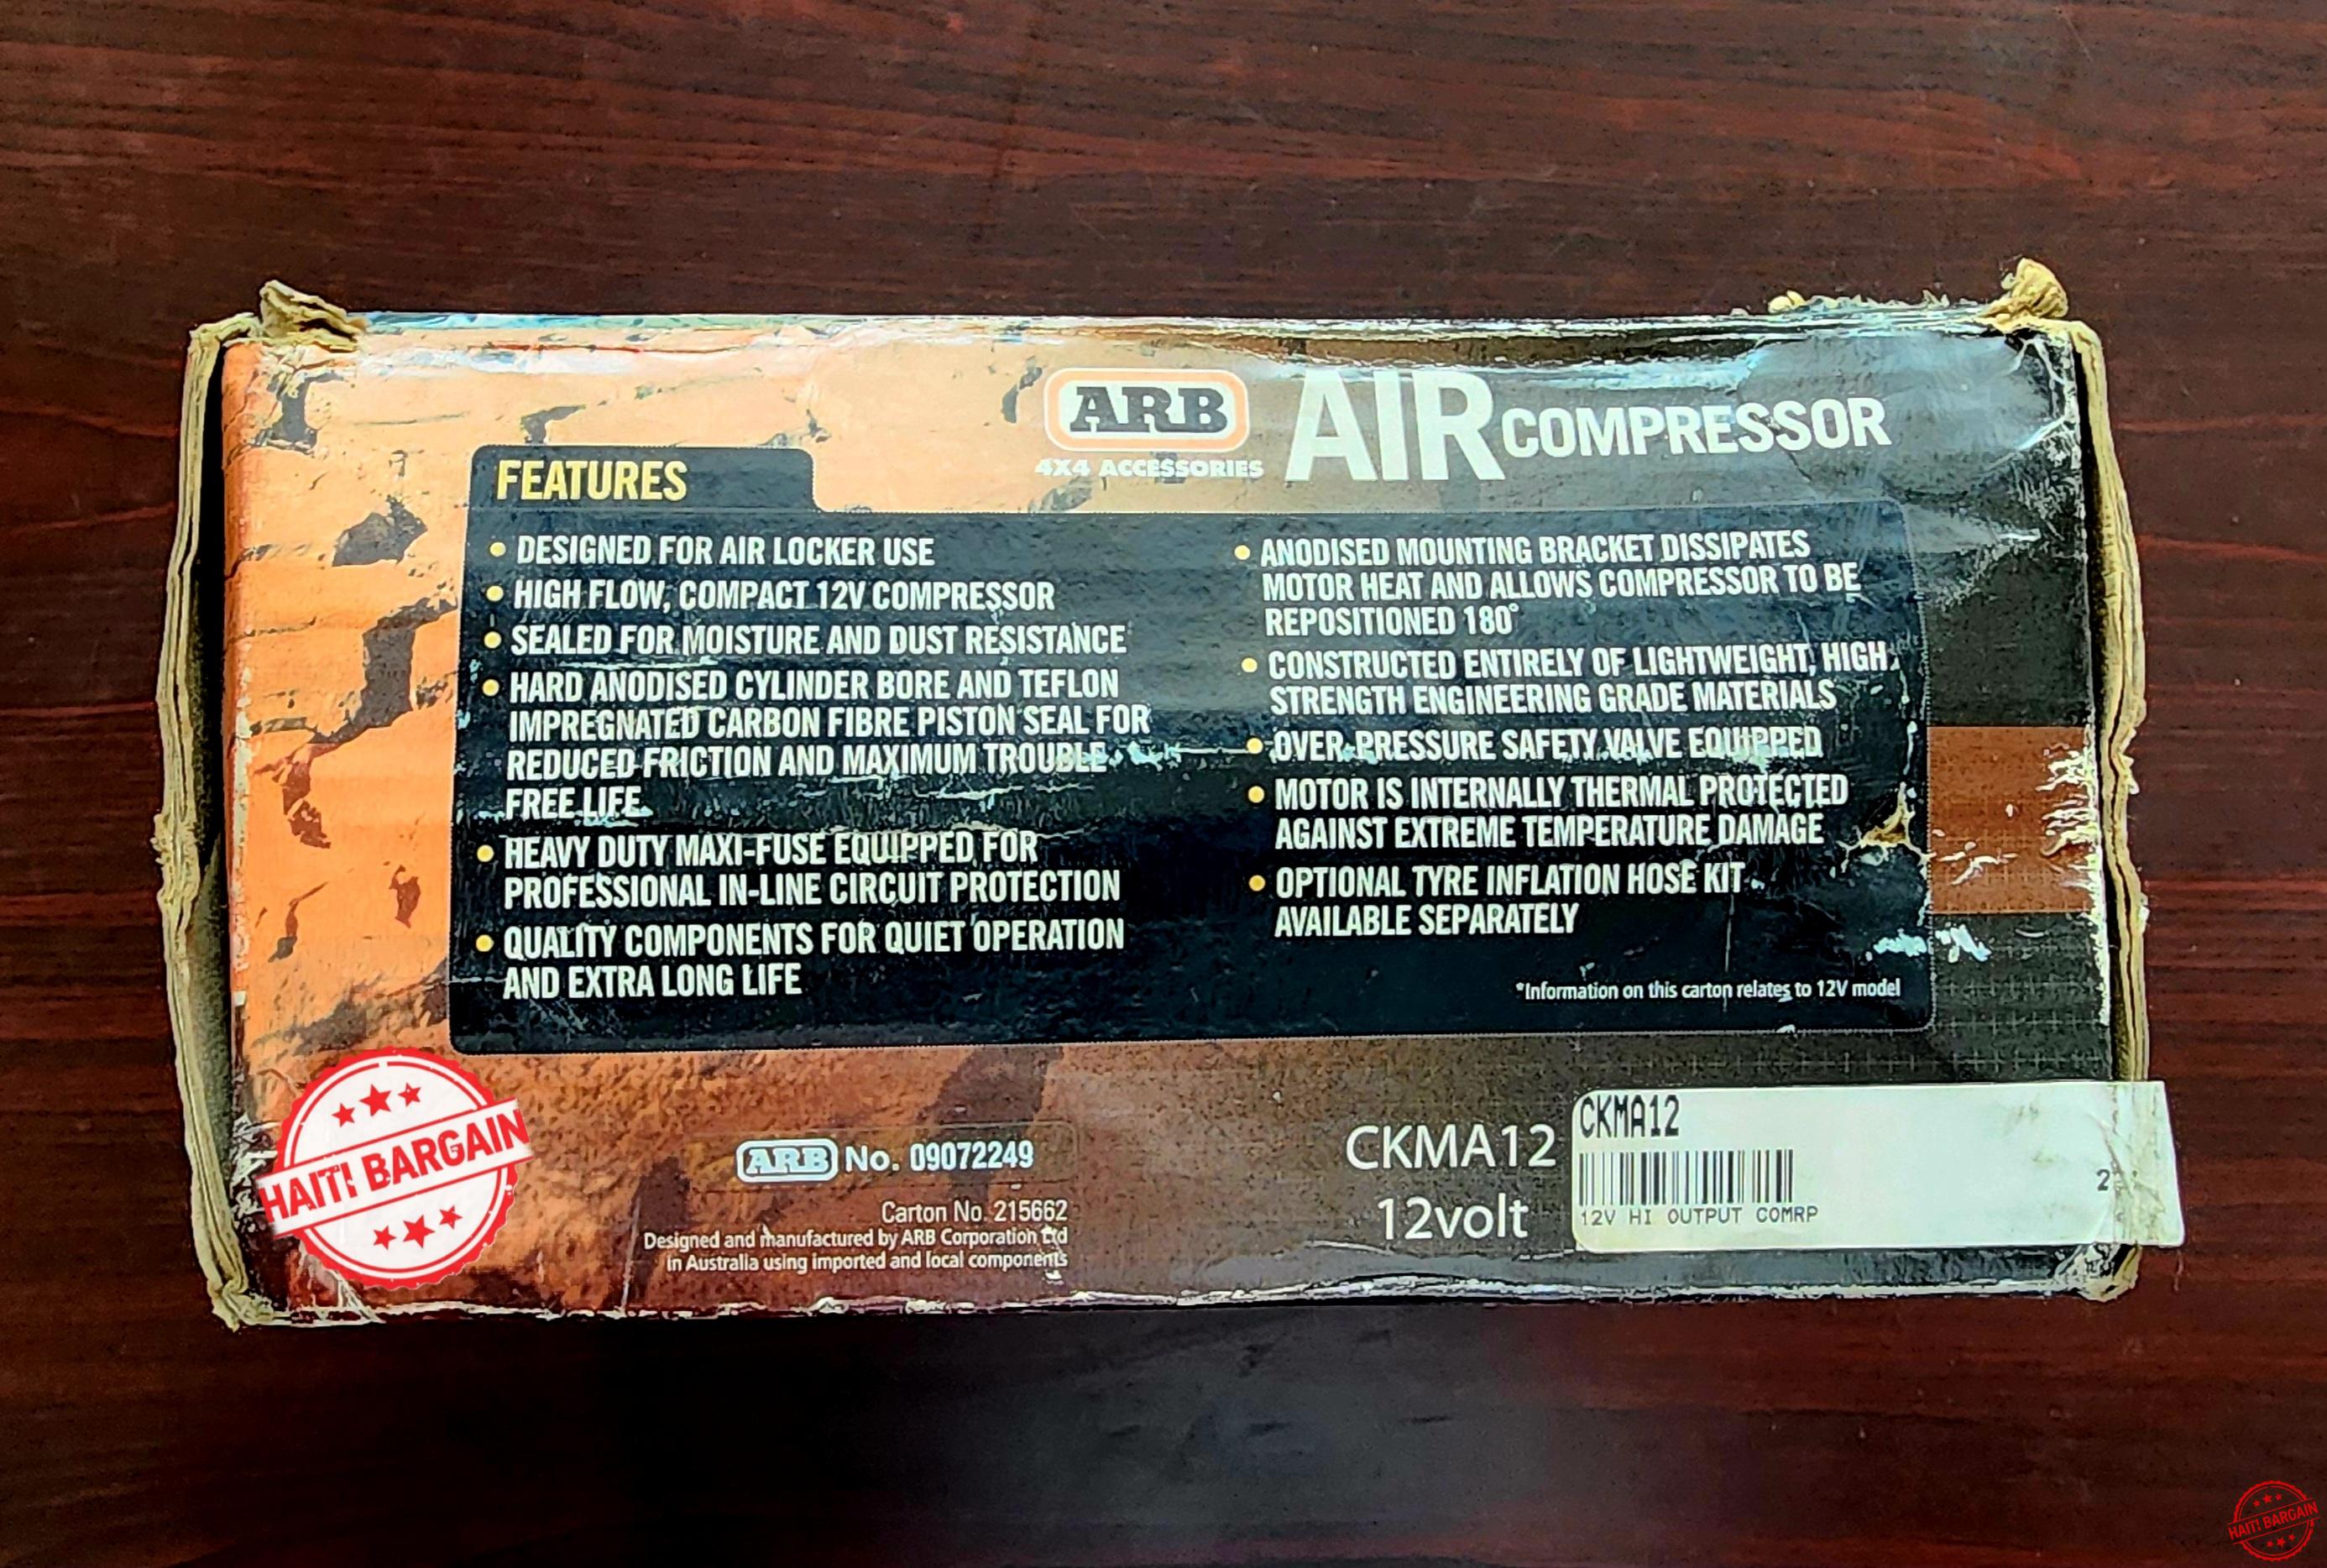 ARB
4X4 ACCESSORIES
AIR COMPRESSOR
FEATURES
• DESIGNED FOR AIR LOCKER USE
• HIGH FLOW, COMPACT 12V COMPRESSOR
• SEALED FOR MOISTURE AND DUST RESISTANCE
• HARD ANODISED CYLINDER BORE AND TEFLON
IMPREGNATED CARBON FIBRE PISTON SEAL FOR
REDUCED FRICTION AND MAXIMUM TROUBLE
FREE LIFE
• HEAVY DUTY MAXI-FUSE EQUIPPED FOR
PROFESSIONAL IN-LINE CIRCUIT PROTECTION
• QUALITY COMPONENTS FOR QUIET OPERATION
AND EXTRA LONG LIFE
• ANODISED MOUNTING BRACKET DISSIPATES
MOTOR HEAT AND ALLOWS COMPRESSOR TO BE
REPOSITIONED 180°
• CONSTRUCTED ENTIRELY OF LIGHTWEIGHT, HIGH
STRENGTH ENGINEERING GRADE MATERIALS
• OVER-PRESSURE SAFETY VALVE EQUIPPED
• MOTOR IS INTERNALLY THERMAL PROTECTED
AGAINST EXTREME TEMPERATURE DAMAGE
• OPTIONAL TYRE INFLATION HOSE KIT
AVAILABLE SEPARATELY
*Information on this carton relates to 12V model
HAITI BARGAIN
ARB No. 09072249
Carton No. 215662
Designed and manufactured by ARB Corporation Ltd
in Australia using imported and local components
CKMA12
12volt
CKMA12
12V HI OUTPUT COMRP
HAITI BARGAIN